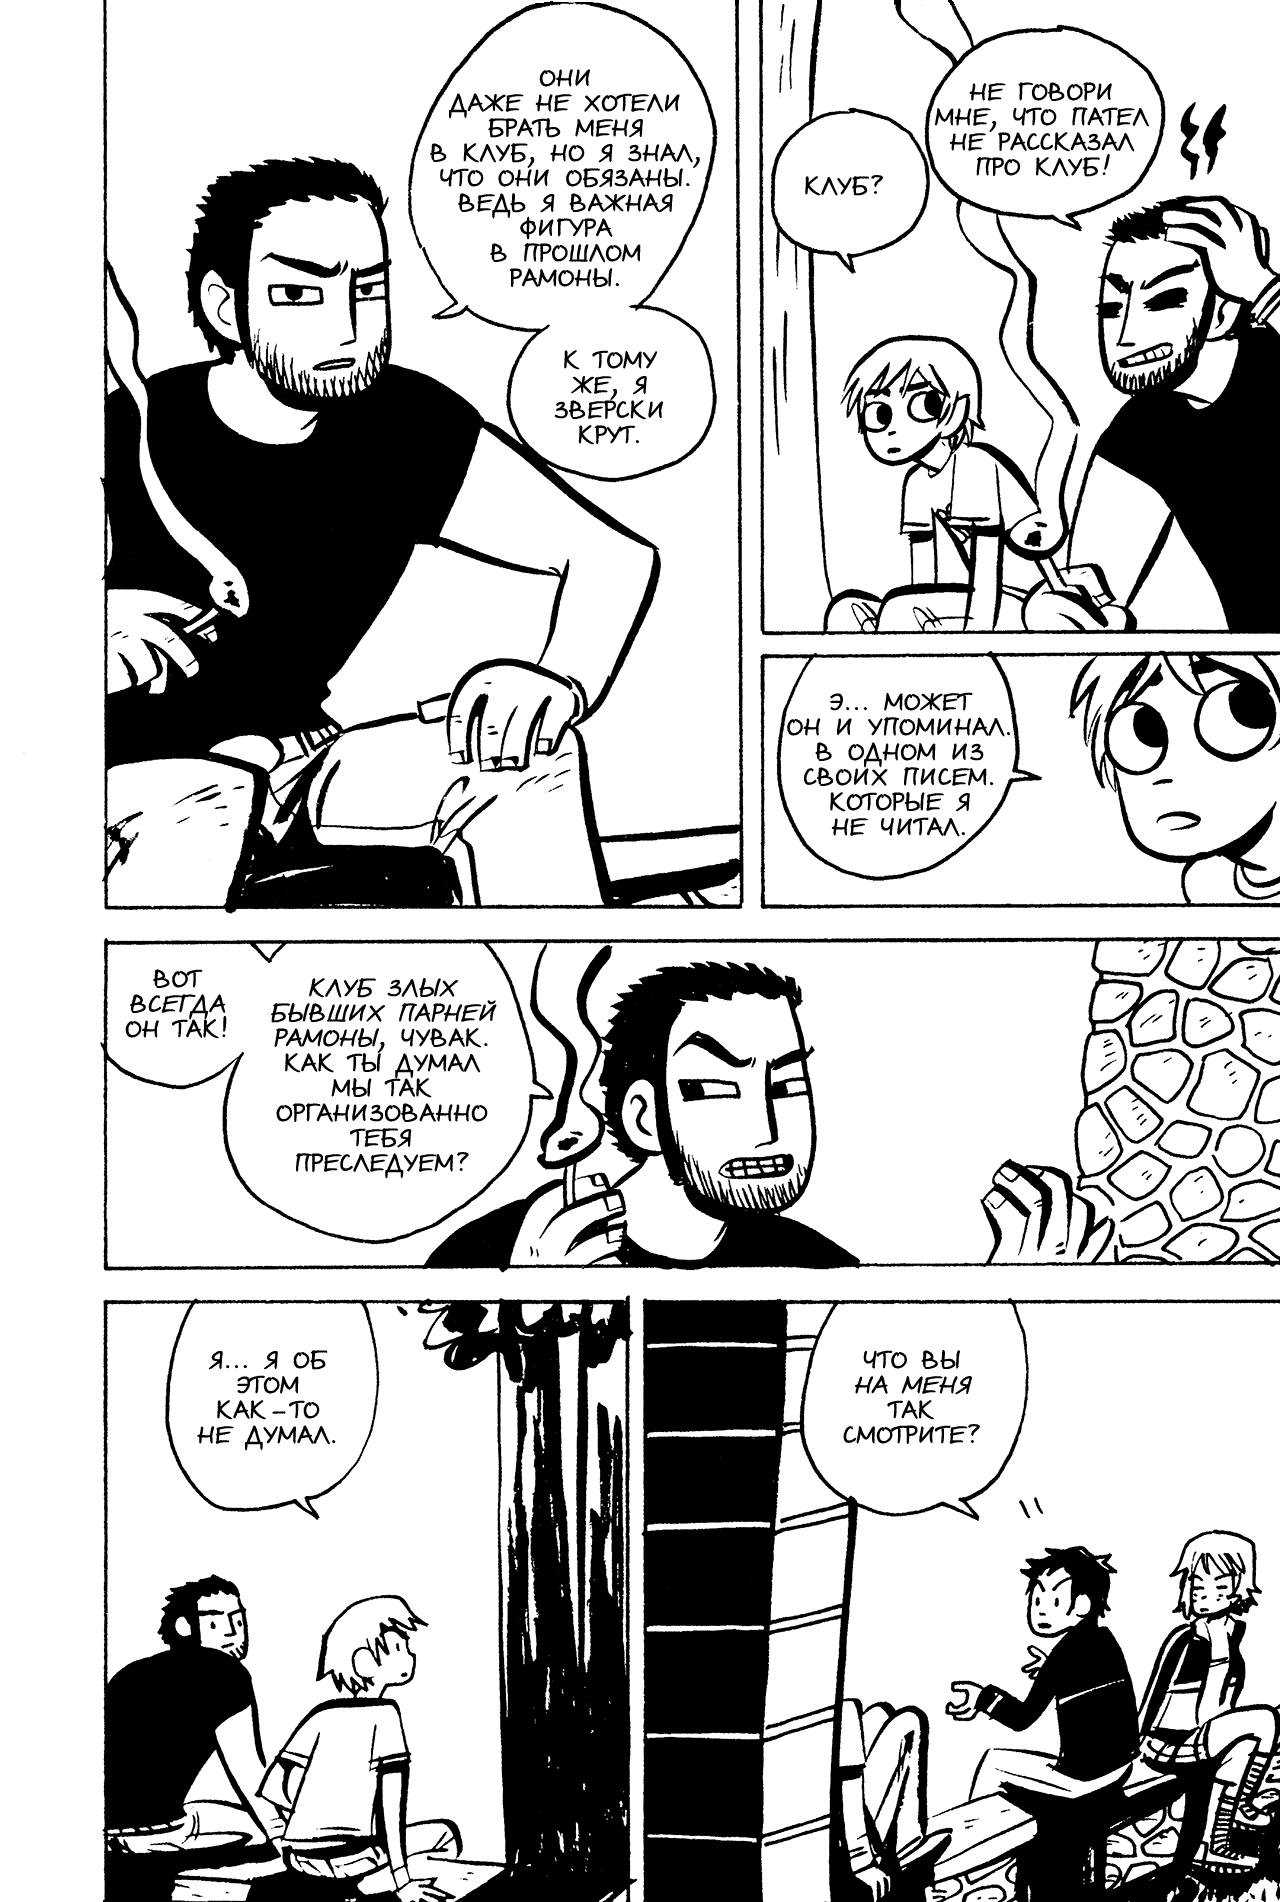 ОНИ
ДАЖЕ НЕ ХОТЕЛИ
БРАТЬ МЕНЯ
В КЛУБ, НО Я ЗНАЛ,
ЧТО ОНИ ОБЯЗАНЫ.
ВЕДЬ Я ВАЖНАЯ
ФИГУРА
В ПРОШЛОМ
РАМОНЫ.
К ТОМУ
ЖЕ, Я
ЗВЕРСКИ
КРУТ.
КЛУБ?
НЕ ГОВОРИ
МНЕ, ЧТО ПАТЕЛ
НЕ РАССКАЗАЛ
ПРО КЛУБ!
Э... МОЖЕТ
ОН И УПОМИНАЛ.
В ОДНОМ ИЗ
СВОИХ ПИСЕМ.
КОТОРЫЕ Я
НЕ ЧИТАЛ.
ВОТ
ВСЕГДА
ОН ТАК!
КЛУБ ЗЛЫХ
БЫВШИХ ПАРНЕЙ
РАМОНЫ, ЧУВАК.
КАК ТЫ ДУМАЛ
МЫ ТАК
ОРГАНИЗОВАННО
ТЕБЯ
ПРЕСЛЕДУЕМ?
Я... Я ОБ
ЭТОМ
КАК-ТО
НЕ ДУМАЛ.
ЧТО ВЫ
НА МЕНЯ
ТАК
СМОТРИТЕ?